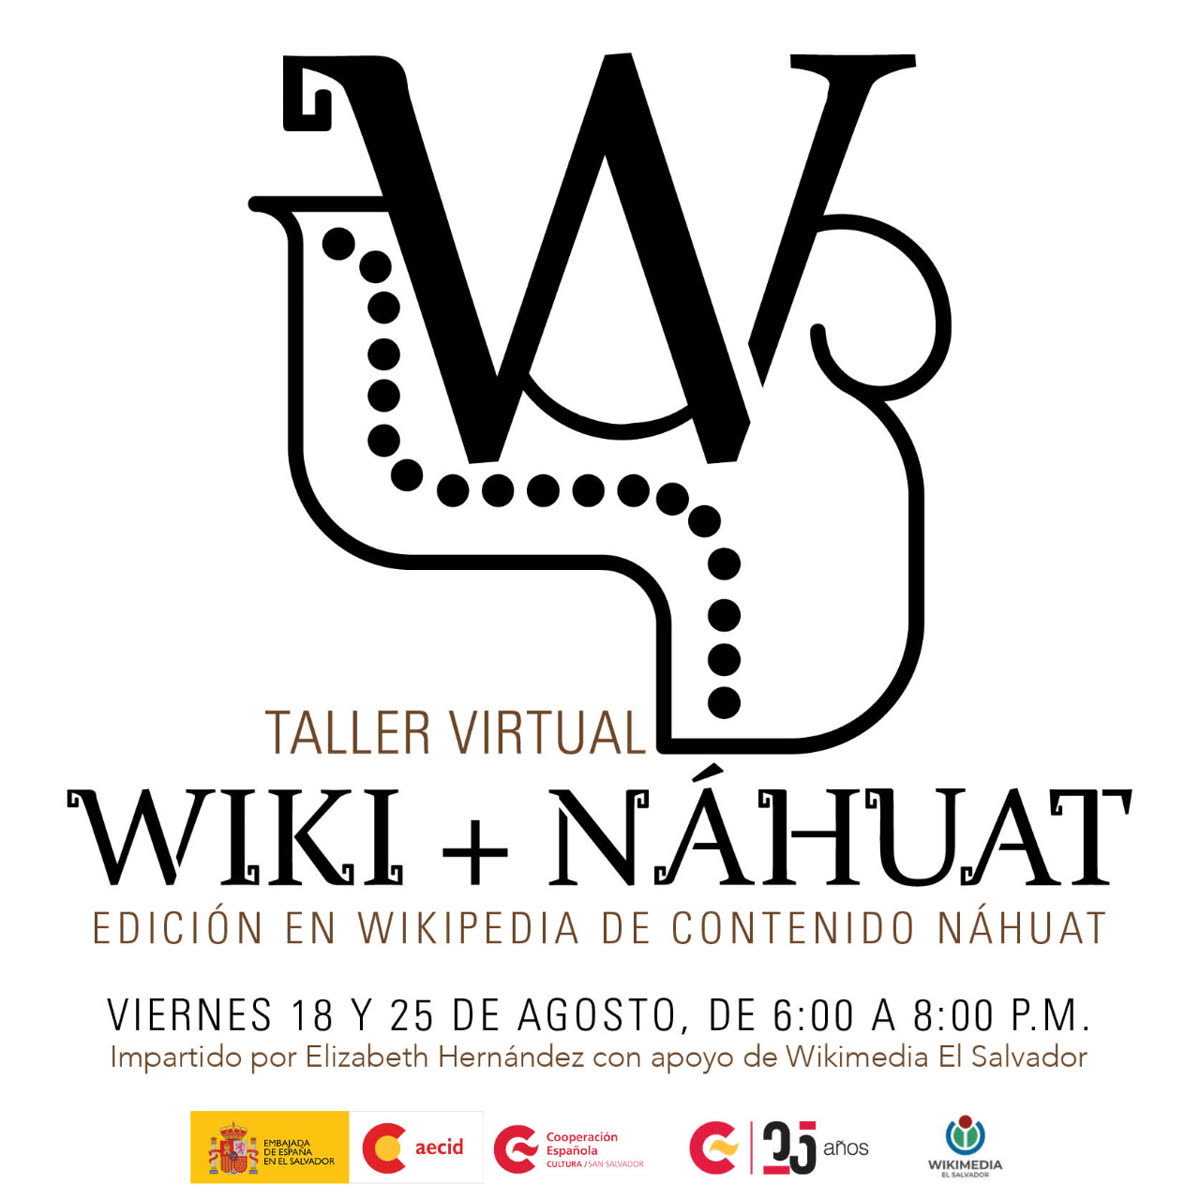 W
TALLER VIRTUAL
WIKI + NÁHUAT
EDICIÓN EN WIKIPEDIA DE CONTENIDO NÁHUAT
VIERNES 18 Y 25 DE AGOSTO, DE 6:00 A 8:00 P.M.
Impartido por Elizabeth Hernández con apoyo de Wikimedia El Salvador
EMBAJADA
DE ESPAÑA
EN EL SALVADOR
aecid
Cooperación
Española
CULTURA / SAN SALVADOR
25 años
WIKIMEDIA
EL SALVADOR